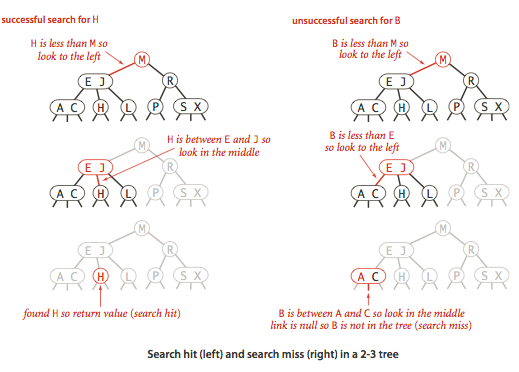 successful search for H
H is less than M so
look to the left
M
E J
R
A C
H
L
P
S X
H is between E and J so
look in the middle
M
E J
R
A C
H
L
P
S X
M
E J
R
A C
H
L
P
S X
found H so return value (search hit)
unsuccessful search for B
B is less than M so
look to the left
M
E J
R
A C
H
L
P
S X
B is less than E
so look to the left
M
E J
R
A C
H
L
P
S X
M
E J
R
A C
H
L
P
S X
B is between A and C so look in the middle
link is null so B is not in the tree (search miss)
Search hit (left) and search miss (right) in a 2-3 tree